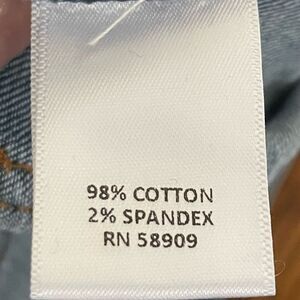 98% COTTON
2% SPANDEX
RN 58909